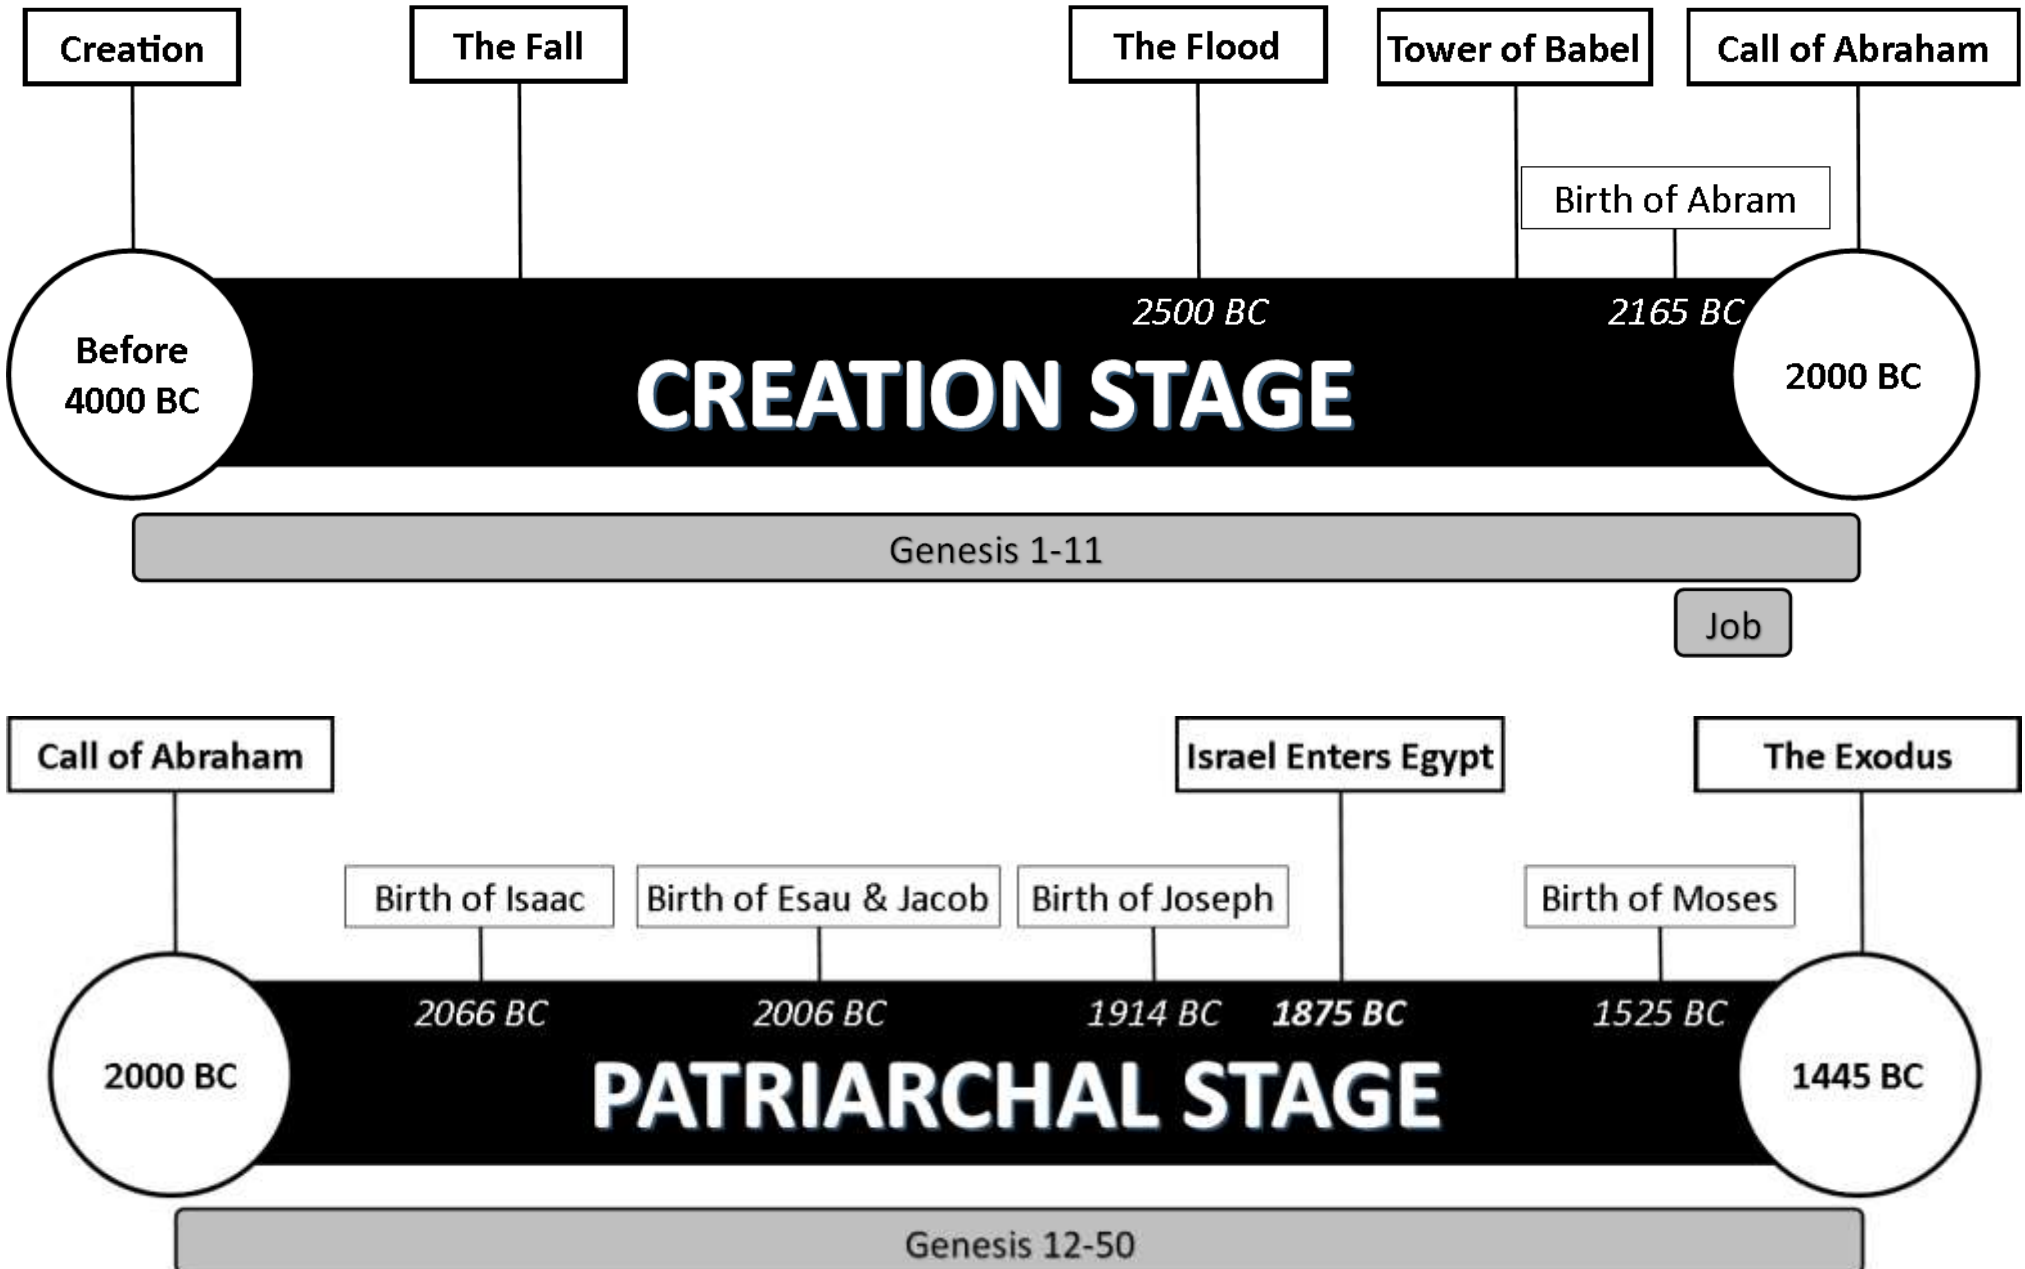 Creation
The Fall
The Flood
Tower of Babel
Call of Abraham
Birth of Abram
2500 BC
2165 BC
Before
4000 BC
CREATION STAGE
2000 BC
Genesis 1-11
Job
Call of Abraham
Israel Enters Egypt
The Exodus
Birth of Isaac
Birth of Esau & Jacob
Birth of Joseph
Birth of Moses
2066 BC
2006 BC
1914 BC
1875 BC
1525 BC
2000 BC
PATRIARCHAL STAGE
1445 BC
Genesis 12-50